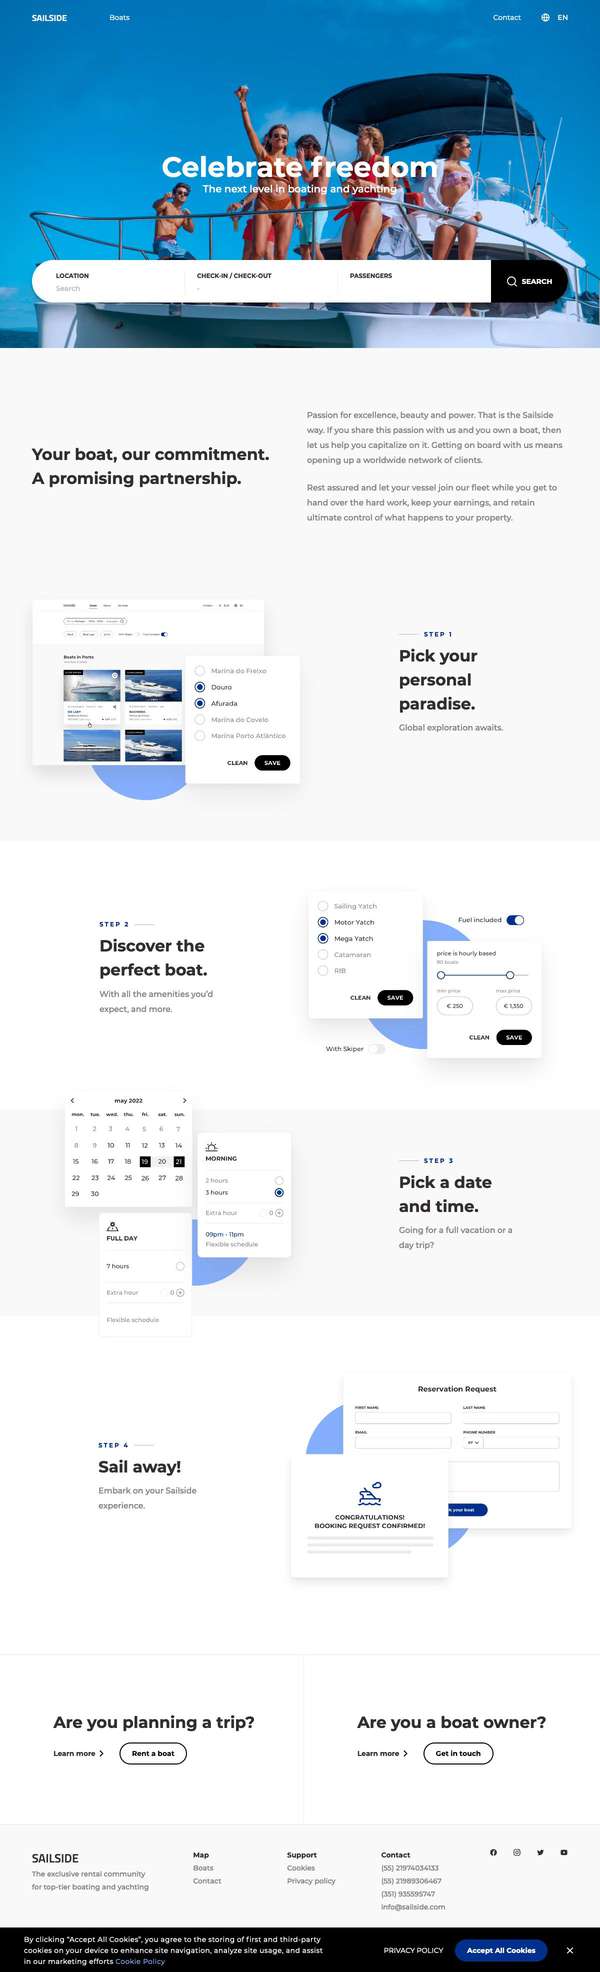 SAILSIDE
Boats
Contact
EN
Celebrate freedom
The next level in boating and yachting
LOCATION
Search
CHECK-IN / CHECK-OUT
-
PASSENGERS
SEARCH
Your boat, our commitment.
A promising partnership.
Passion for excellence, beauty and power. That is the Sailside
way. If you share this passion with us and you own a boat, then
let us help you capitalize on it. Getting on board with us means
opening up a worldwide network of clients.
Rest assured and let your vessel join our fleet while you get to
hand over the hard work, keep your earnings, and retain
ultimate control of what happens to your property.
Boats in Porto
Marina do Freixo
Douro
Afurada
Marina do Covelo
Marina Porto Atlântico
CLEAN
SAVE
STEP 1
Pick your
personal
paradise.
Global exploration awaits.
STEP 2
Discover the
perfect boat.
With all the amenities you'd
expect, and more.
Sailing Yatch
Motor Yatch
Mega Yatch
Catamaran
RIB
CLEAN
SAVE
With Skiper
Fuel included
price is hourly based
80 boats
min price
max price
€ 250
€ 1,550
CLEAN
SAVE
may 2022
mon. tue. wed. thu. fri. sat. sun.
1 2 3 4 5 6 7
8 9 10 11 12 13 14
15 16 17 18 19 20 21
22 23 24 25 26 27 28
29 30
MORNING
2 hours
3 hours
Extra hour 0
09pm - 11pm
Flexible schedule
FULL DAY
7 hours
Extra hour 0
Flexible schedule
STEP 3
Pick a date
and time.
Going for a full vacation or a
day trip?
STEP 4
Sail away!
Embark on your Sailside
experience.
Reservation Request
FIRST NAME
LAST NAME
EMAIL
PHONE NUMBER
your boat
CONGRATULATIONS!
BOOKING REQUEST CONFIRMED!
Are you planning a trip?
Learn more
Rent a boat
Are you a boat owner?
Learn more
Get in touch
SAILSIDE
The exclusive rental community
for top-tier boating and yachting
Map
Boats
Contact
Support
Cookies
Privacy policy
Contact
(55) 21974034133
(55) 21989306467
(351) 935595747
info@sailside.com
By clicking "Accept All Cookies", you agree to the storing of first and third-party
cookies on your device to enhance site navigation, analyze site usage, and assist
in our marketing efforts Cookie Policy
PRIVACY POLICY
Accept All Cookies